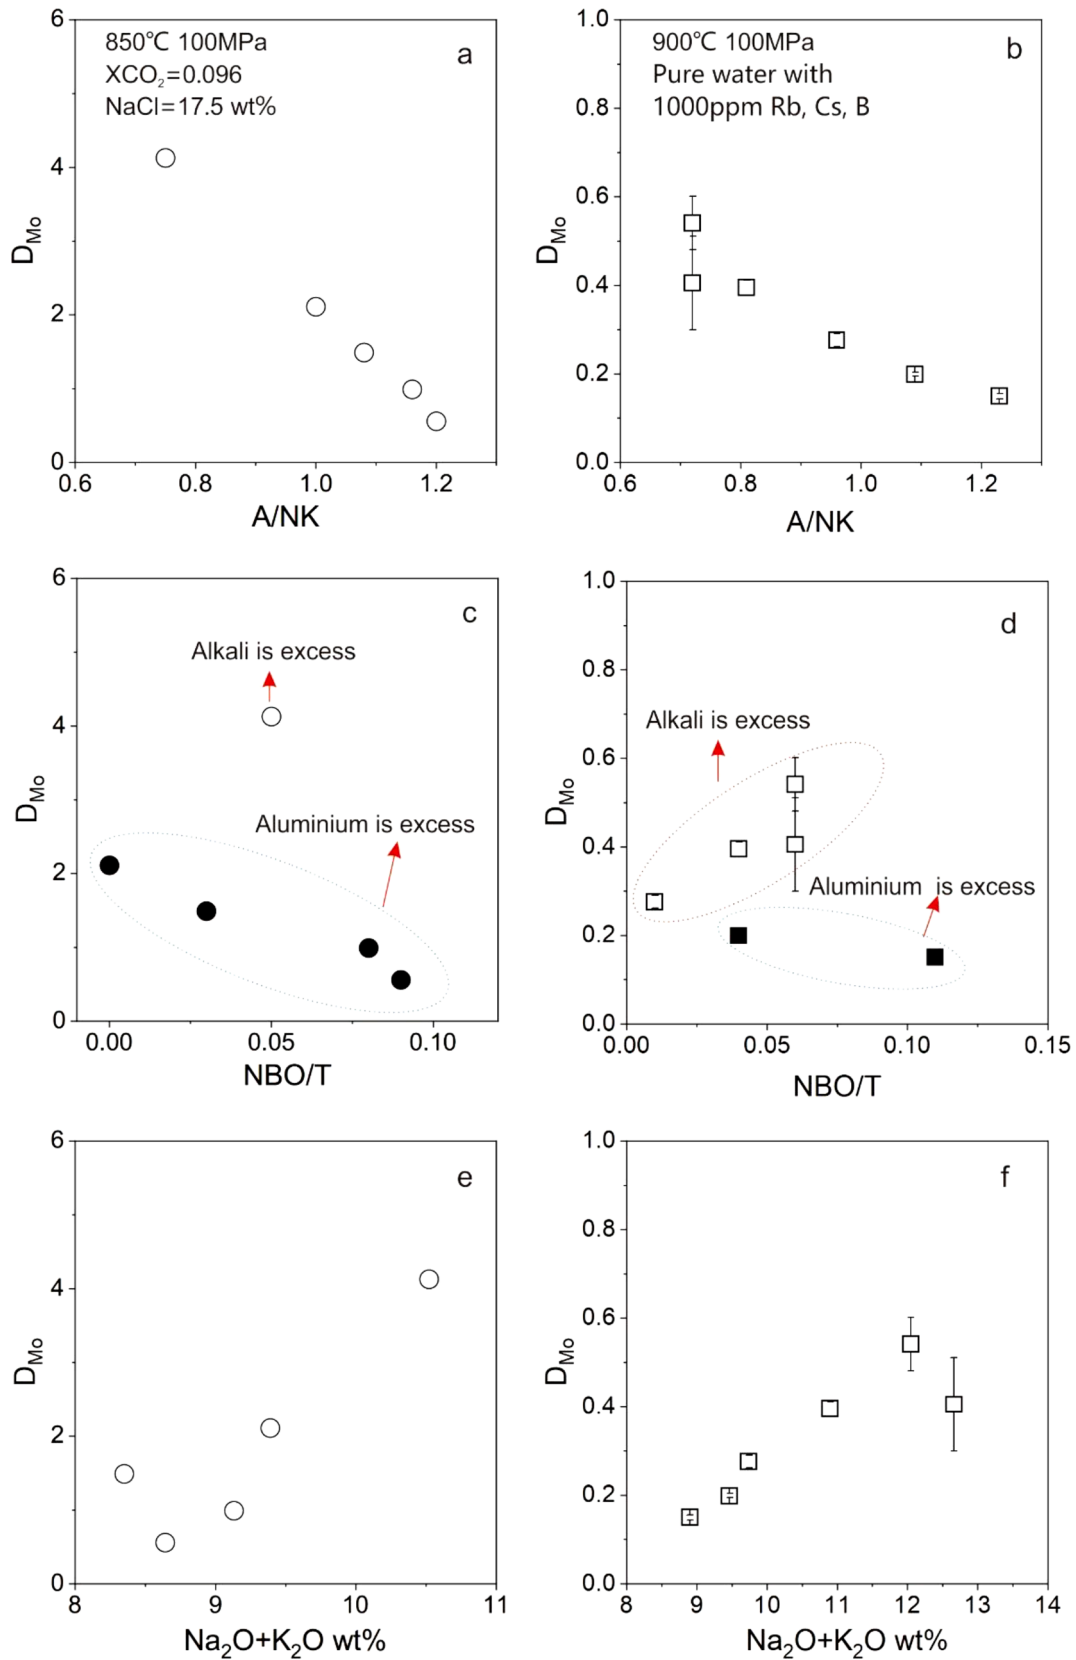 a
850℃ 100MPa
XCO₂=0.096
NaCl=17.5 wt%
6
4
2
0
D_Mo
0.6
0.8
1.0
1.2
A/NK
b
900℃ 100MPa
Pure water with
1000ppm Rb, Cs, B
1.0
0.8
0.6
0.4
0.2
0.0
D_Mo
0.6
0.8
1.0
1.2
A/NK
c
Alkali is excess
Aluminium is excess
6
4
2
0
D_Mo
0.00
0.05
0.10
NBO/T
d
Alkali is excess
Aluminium is excess
1.0
0.8
0.6
0.4
0.2
0.0
D_Mo
0.00
0.05
0.10
0.15
NBO/T
e
6
4
2
0
D_Mo
8
9
10
11
Na₂O+K₂O wt%
f
1.0
0.8
0.6
0.4
0.2
0.0
D_Mo
8
9
10
11
12
13
14
Na₂O+K₂O wt%